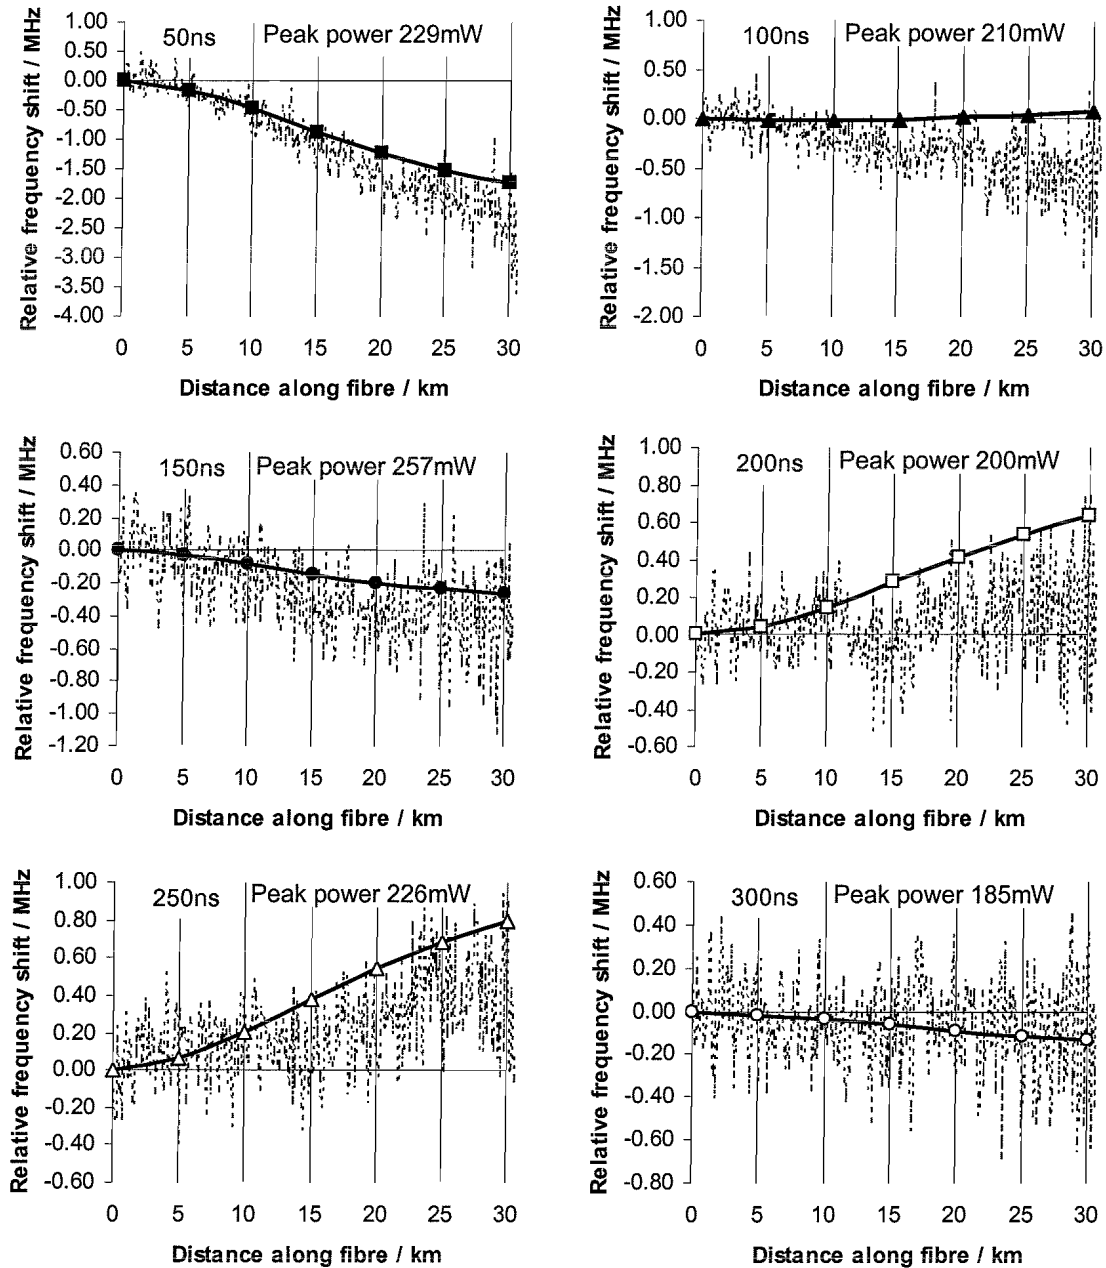 50ns Peak power 229mW
Relative frequency shift / MHz
1.00
0.00
-0.50
-1.00
-1.50
-2.00
-2.50
-3.00
-3.50
-4.00
0 5 10 15 20 25 30
Distance along fibre / km
100ns Peak power 210mW
Relative frequency shift / MHz
1.00
0.50
0.00
-0.50
-1.00
-1.50
-2.00
0 5 10 15 20 25 30
Distance along fibre / km
150ns Peak power 257mW
Relative frequency shift / MHz
0.60
0.40
0.20
0.00
-0.20
-0.40
-0.60
-0.80
-1.00
-1.20
0 5 10 15 20 25 30
Distance along fibre / km
200ns Peak power 200mW
Relative frequency shift / MHz
1.00
0.80
0.60
0.40
0.20
0.00
-0.20
-0.40
-0.60
0 5 10 15 20 25 30
Distance along fibre / km
250ns Peak power 226mW
Relative frequency shift / MHz
1.00
0.80
0.60
0.40
0.20
0.00
-0.20
-0.40
-0.60
0 5 10 15 20 25 30
Distance along fibre / km
300ns Peak power 185mW
Relative frequency shift / MHz
0.60
0.40
0.20
0.00
-0.20
-0.40
-0.60
-0.80
0 5 10 15 20 25 30
Distance along fibre / km